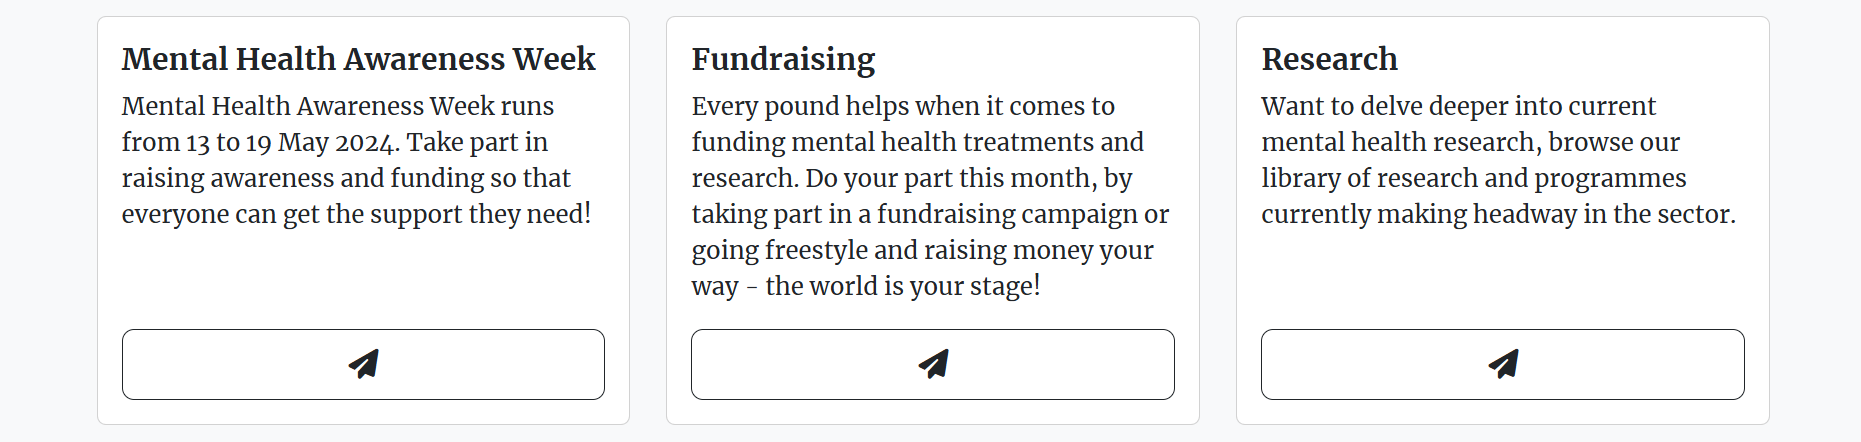 Mental Health Awareness Week
Mental Health Awareness Week runs
from 13 to 19 May 2024. Take part in
raising awareness and funding so that
everyone can get the support they need!
Fundraising
Every pound helps when it comes to
funding mental health treatments and
research. Do your part this month, by
taking part in a fundraising campaign or
going freestyle and raising money your
way - the world is your stage!
Research
Want to delve deeper into current
mental health research, browse our
library of research and programmes
currently making headway in the sector.